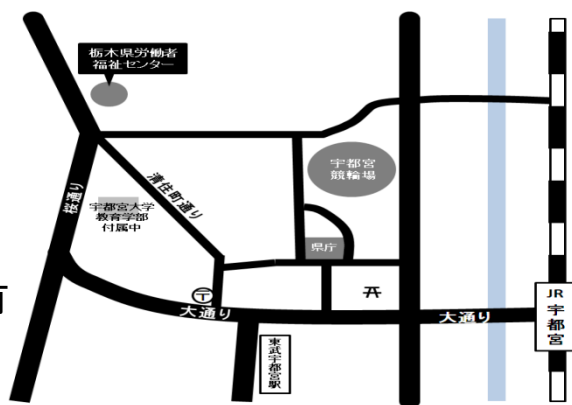 栃木県労働者
福祉センター
宇都宮
競輪場
清住町通り
桜通り
宇都宮大学
教育学部
付属中
県庁
〒
大通り
大通り
JR
宇都宮
東武宇都宮駅